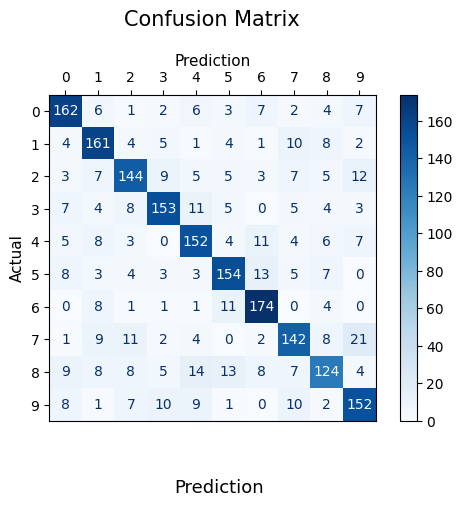 Confusion Matrix
Prediction
0 1 2 3 4 5 6 7 8 9
0 162 6 1 2 6 3 7 2 4 7
1 4 161 4 5 1 4 1 10 8 2
2 3 7 144 9 5 5 3 7 5 12
3 7 4 8 153 11 5 0 5 4 3
4 5 8 3 0 152 4 11 4 6 7
5 8 3 4 3 3 154 13 5 7 0
6 0 8 1 1 1 11 174 0 4 0
7 1 9 11 2 4 0 2 142 8 21
8 9 8 8 5 14 13 8 7 124 4
9 8 1 7 10 9 1 0 10 2 152
Actual
160
140
120
100
80
60
40
20
0
Prediction